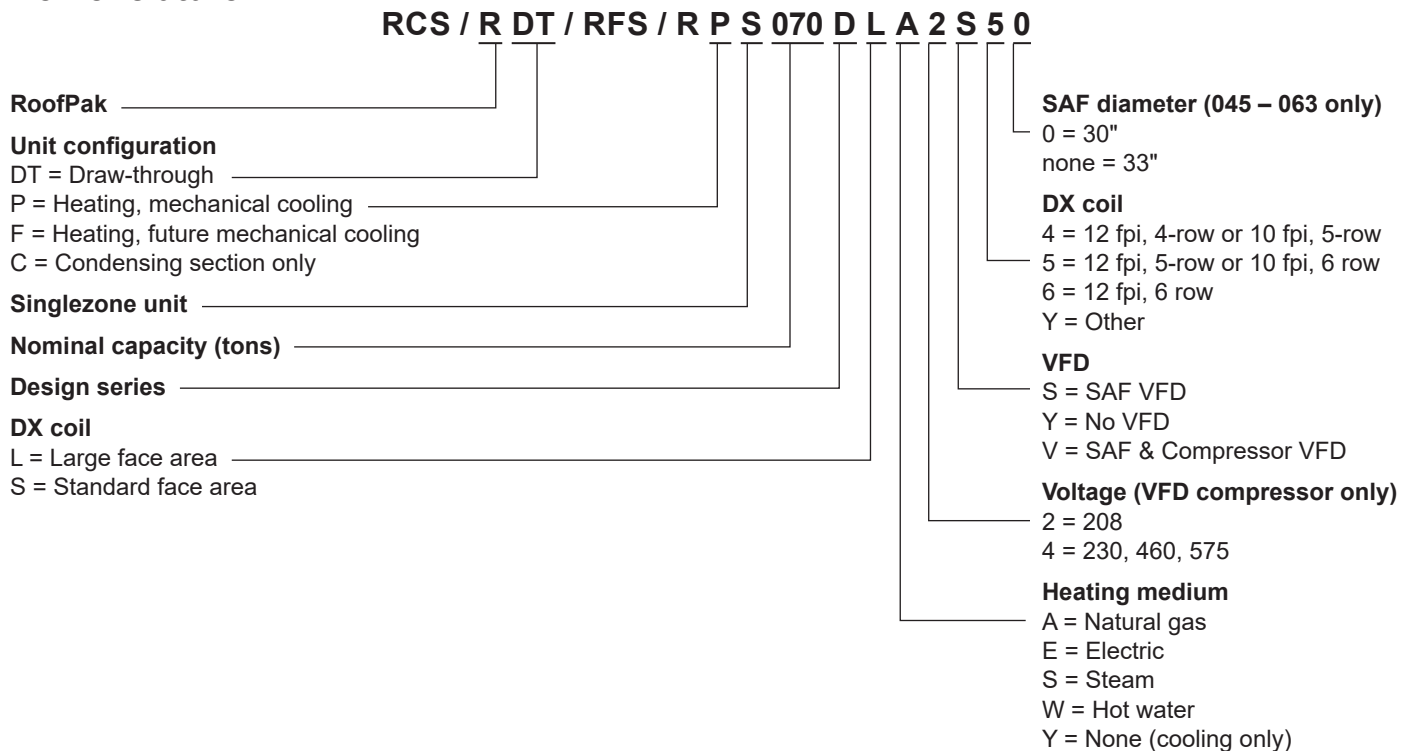 RCS / R DT / RFS / R P S 070 D L A 2 S 5 0
RoofPak
Unit configuration
DT = Draw-through
P = Heating, mechanical cooling
F = Heating, future mechanical cooling
C = Condensing section only
Singlezone unit
Nominal capacity (tons)
Design series
DX coil
L = Large face area
S = Standard face area
SAF diameter (045 – 063 only)
0 = 30"
none = 33"
DX coil
4 = 12 fpi, 4-row or 10 fpi, 5-row
5 = 12 fpi, 5-row or 10 fpi, 6 row
6 = 12 fpi, 6 row
Y = Other
VFD
S = SAF VFD
Y = No VFD
V = SAF & Compressor VFD
Voltage (VFD compressor only)
2 = 208
4 = 230, 460, 575
Heating medium
A = Natural gas
E = Electric
S = Steam
W = Hot water
Y = None (cooling only)